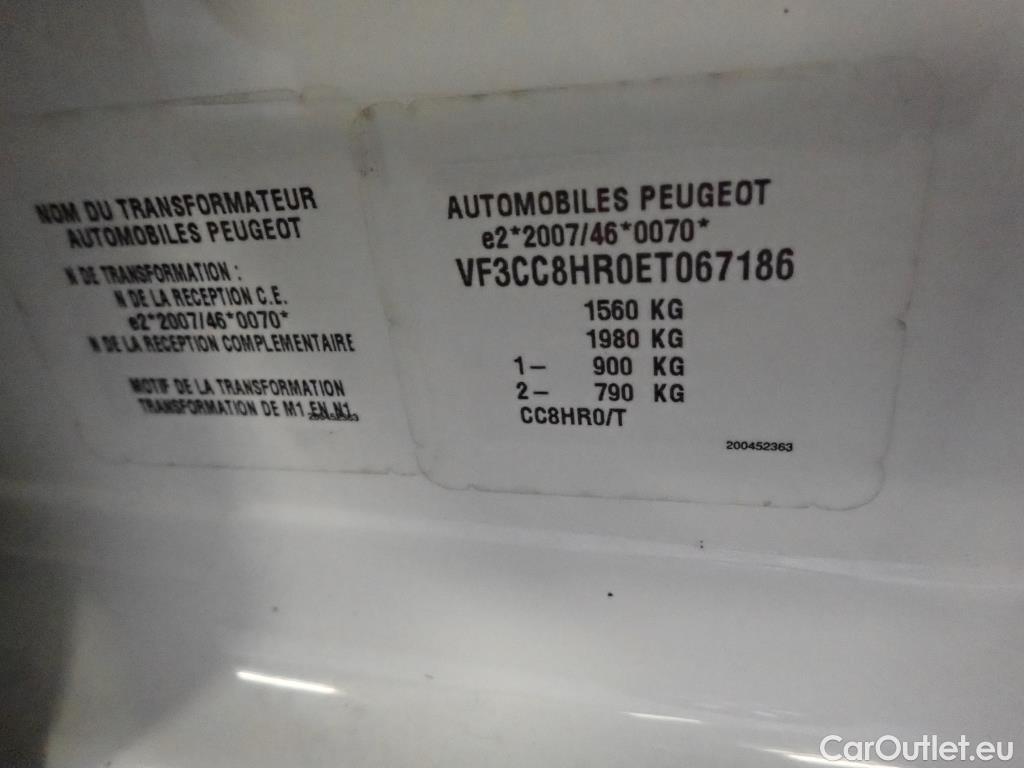 NOM DU TRANSFORMATEUR
AUTOMOBILES PEUGEOT
N DE TRANSFORMATION :
N DE LA RECEPTION C.E.
e2*2007/46*0070*
N DE LA RECEPTION COMPLEMENTAIRE
MOTIF DE LA TRANSFORMATION
TRANSFORMATION DE M1 EN N1
200452363
AUTOMOBILES PEUGEOT
e2*2007/46*0070*
VF3CC8HR0ET067186
1560 KG
1980 KG
1- 900 KG
2- 790 KG
CC8HR0/T
200452363
CarOutlet.eu